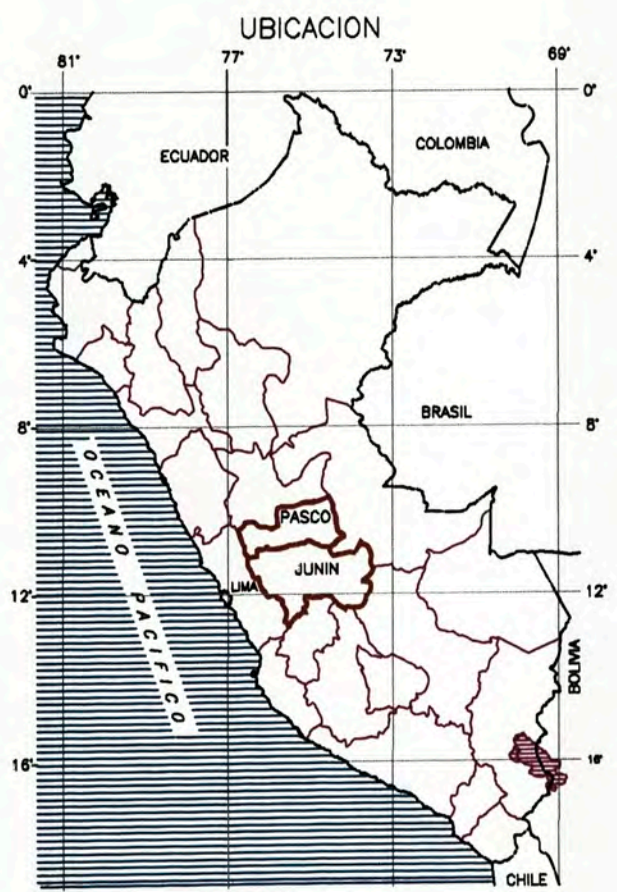 UBICACION
81° 77° 73° 69°
0° 0°
ECUADOR
COLOMBIA
4° 4°
BRASIL
8° 8°
OCEANO PACIFICO
PASCO
JUNIN
LIMA
12° 12°
BOLIVIA
16° 16°
CHILE